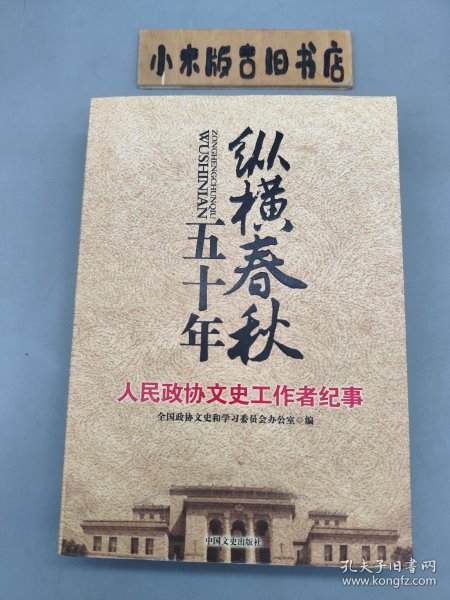 小朱版古旧书店
纵横春秋
ZONGHENGCHUNQIU
WUSHINIAN
五十年
人民政协文史工作者纪事
全国政协文史和学习委员会办公室 编
中国文史出版社
孔夫子旧书网
www.kongfz.com